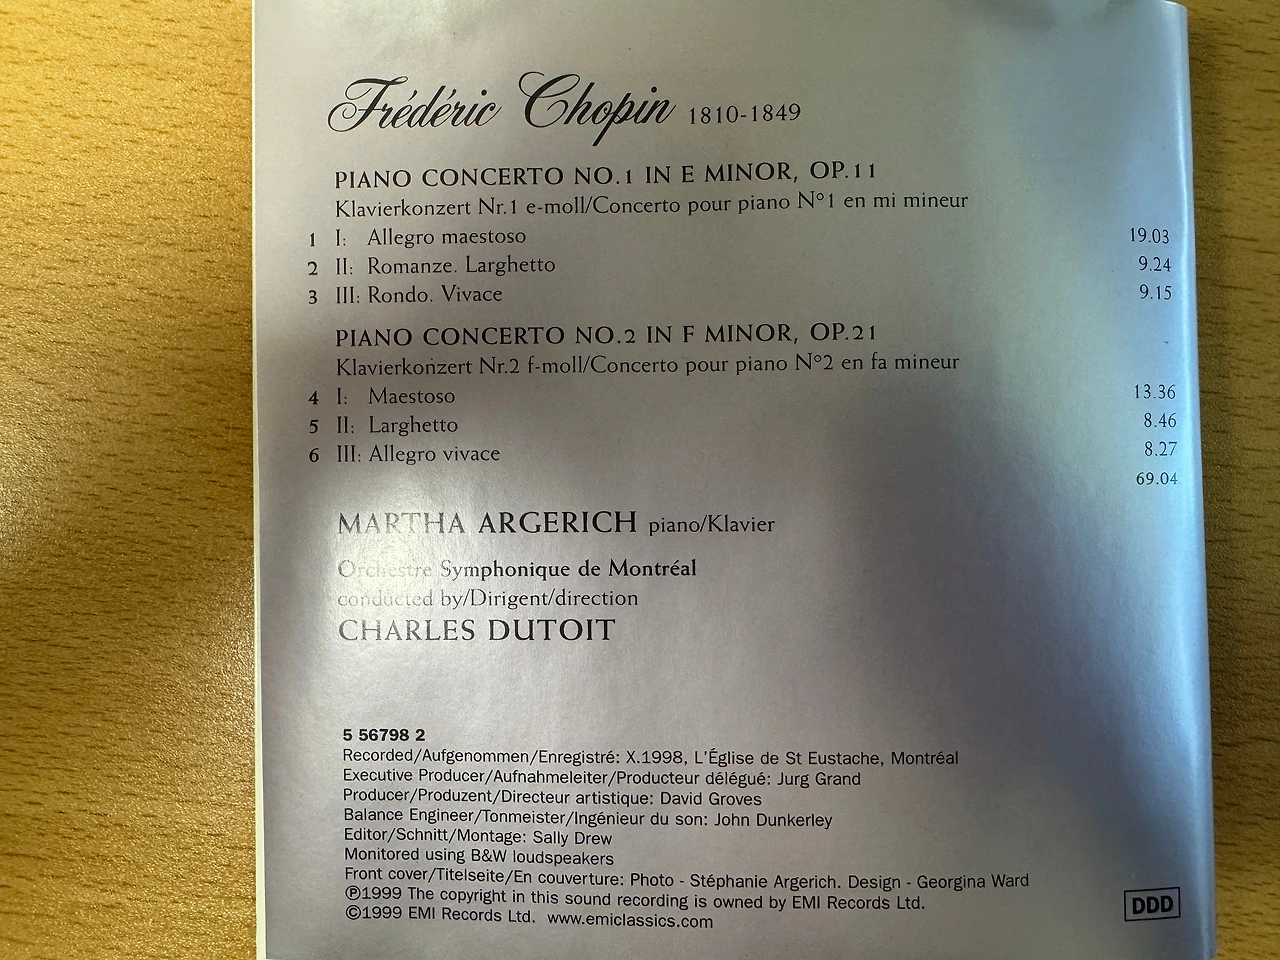 Frédéric Chopin 1810-1849
PIANO CONCERTO NO.1 IN E MINOR, OP.11
Klavierkonzert Nr.1 e-moll/Concerto pour piano N°1 en mi mineur
1 I: Allegro maestoso 19.03
2 II: Romanze. Larghetto 9.24
3 III: Rondo. Vivace 9.15
PIANO CONCERTO NO.2 IN F MINOR, OP.21
Klavierkonzert Nr.2 f-moll/Concerto pour piano N°2 en fa mineur
4 I: Maestoso 13.36
5 II: Larghetto 8.46
6 III: Allegro vivace 8.27
69.04
MARTHA ARGERICH piano/Klavier
Orchestre Symphonique de Montréal
conducted by/Dirigent/direction
CHARLES DUTOIT
5 56798 2
Recorded/Aufgenommen/Enregistré: X.1998, L'Église de St Eustache, Montréal
Executive Producer/Aufnahmeleiter/Producteur délégué: Jurg Grand
Producer/Produzent/Directeur artistique: David Groves
Balance Engineer/Tonmeister/Ingénieur du son: John Dunkerley
Editor/Schnitt/Montage: Sally Drew
Monitored using B&W loudspeakers
Front cover/Titelseite/En couverture: Photo - Stéphanie Argerich. Design - Georgina Ward
℗1999 The copyright in this sound recording is owned by EMI Records Ltd.
©1999 EMI Records Ltd. www.emiclassics.com
DDD